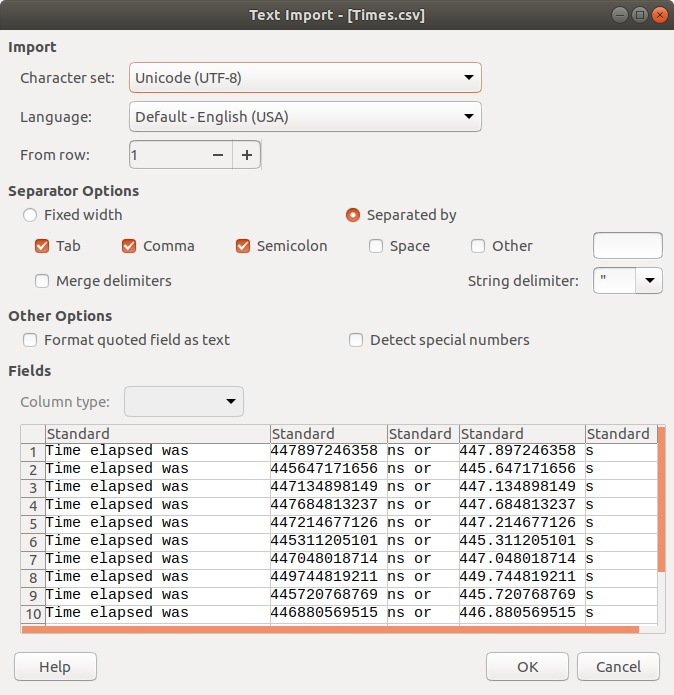 Text Import - [Times.csv]
Import
Character set: Unicode (UTF-8)
Language: Default - English (USA)
From row: 1
Separator Options
Fixed width Separated by
Tab Comma Semicolon Space Other
Merge delimiters String delimiter: "
Other Options
Format quoted field as text Detect special numbers
Fields
Column type:
Standard Standard Standard Standard Standard
1 Time elapsed was 447897246358 ns or 447.897246358 s
2 Time elapsed was 445647171656 ns or 445.647171656 s
3 Time elapsed was 447134898149 ns or 447.134898149 s
4 Time elapsed was 447684813237 ns or 447.684813237 s
5 Time elapsed was 447214677126 ns or 447.214677126 s
6 Time elapsed was 445311205101 ns or 445.311205101 s
7 Time elapsed was 447048018714 ns or 447.048018714 s
8 Time elapsed was 449744819211 ns or 449.744819211 s
9 Time elapsed was 445720768769 ns or 445.720768769 s
10 Time elapsed was 446880569515 ns or 446.880569515 s
Help OK Cancel